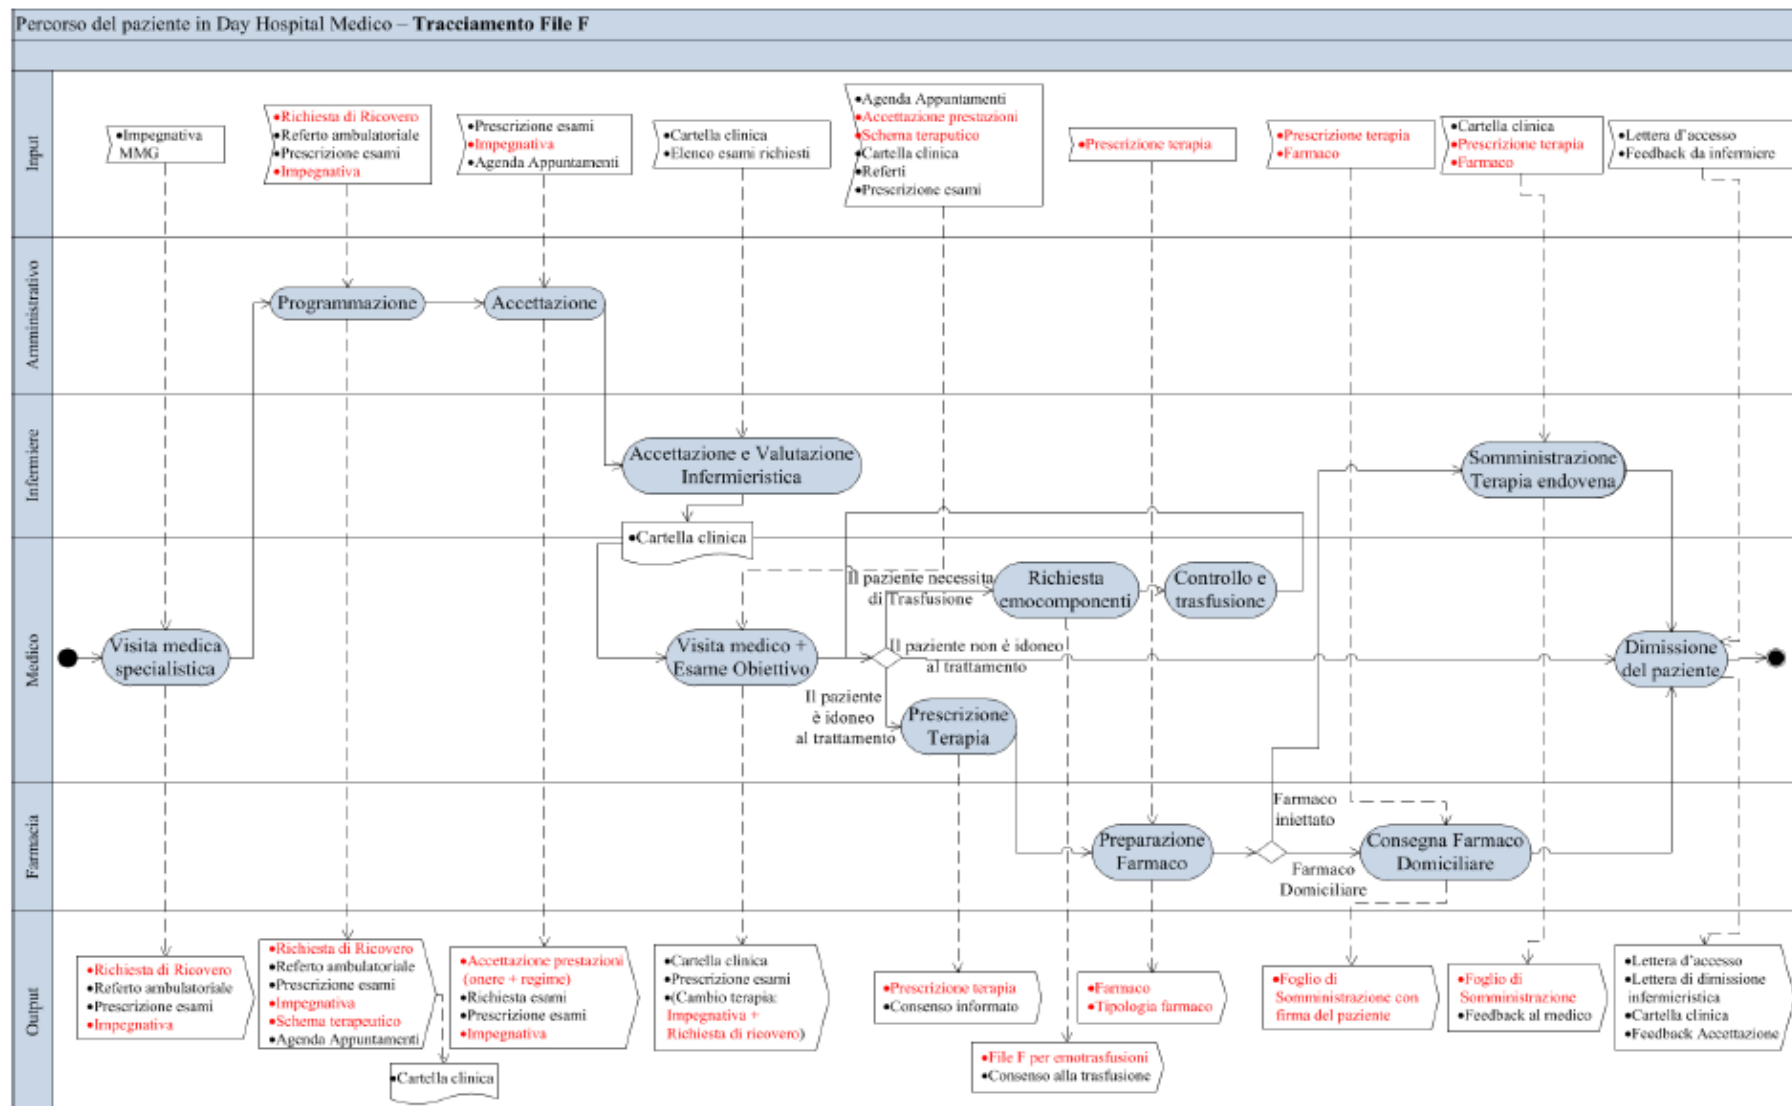 Percorso del paziente in Day Hospital Medico – Tracciamento File F
Input
•Impegnativa
MMG
•Richiesta di Ricovero
•Referto ambulatoriale
•Prescrizione esami
•Impegnativa
•Prescrizione esami
•Impegnativa
•Agenda Appuntamenti
•Cartella clinica
•Elenco esami richiesti
•Agenda Appuntamenti
•Accettazione prestazioni
•Schema teraputico
•Cartella clinica
•Referti
•Prescrizione esami
•Prescrizione terapia
•Prescrizione terapia
•Farmaco
•Cartella clinica
•Prescrizione terapia
•Farmaco
•Lettera d'accesso
•Feedback da infermiere
Amministrativo
Programmazione
Accettazione
Infermiere
Accettazione e Valutazione
Infermieristica
•Cartella clinica
Somministrazione
Terapia endovena
Medico
Visita medica
specialistica
Visita medico +
Esame Obiettivo
Il paziente necessita
di Trasfusione
Richiesta
emocomponenti
Controllo e
trasfusione
Il paziente non è idoneo
al trattamento
Il paziente
è idoneo
al trattamento
Prescrizione
Terapia
Dimissione
del paziente
Farmacia
Preparazione
Farmaco
Farmaco
iniettato
Farmaco
Domiciliare
Consegna Farmaco
Domiciliare
Output
•Richiesta di Ricovero
•Referto ambulatoriale
•Prescrizione esami
•Impegnativa
•Richiesta di Ricovero
•Referto ambulatoriale
•Prescrizione esami
•Impegnativa
•Schema terapeutico
•Agenda Appuntamenti
•Cartella clinica
•Accettazione prestazioni
(onere + regime)
•Richiesta esami
•Prescrizione esami
•Impegnativa
•Cartella clinica
•Prescrizione esami
•(Cambio terapia:
Impegnativa +
Richiesta di ricovero)
•Prescrizione terapia
•Consenso informato
•File F per emotrasfusioni
•Consenso alla trasfusione
•Farmaco
•Tipologia farmaco
•Foglio di
Somministrazione con
firma del paziente
•Foglio di
Somministrazione
•Feedback al medico
•Lettera d'accesso
•Lettera di dimissione
infermieristica
•Cartella clinica
•Feedback Accettazione